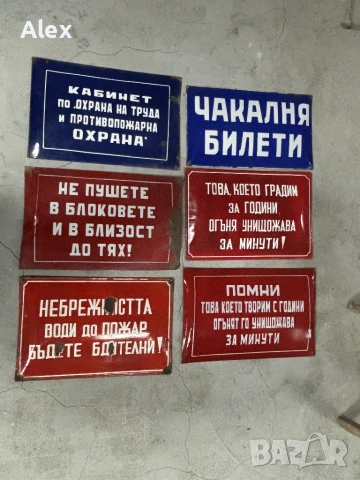 Alex
КАБИНЕТ
ПО „ОХРАНА НА ТРУДА
И ПРОТИВОПОЖАРНА
ОХРАНА"
ЧАКАЛНЯ
БИЛЕТИ
НЕ ПУШЕТЕ
В БЛОКОВЕТЕ
И В БЛИЗОСТ
ДО ТЯХ!
ТОВА, КОЕТО ГРАДИМ
ЗА ГОДИНИ,
ОГЪНЯ УНИЩОЖАВА
ЗА МИНУТИ!
НЕБРЕЖНОСТТА
ВОДИ ДО ПОЖАР
БЪДЕТЕ БДИТЕЛНИ!
ПОМНИ
ТОВА КОЕТО ТВОРИМ С ГОДИНИ
ОГЪНЯТ ГО УНИЩОЖАВА
ЗА МИНУТИ
BAZAR